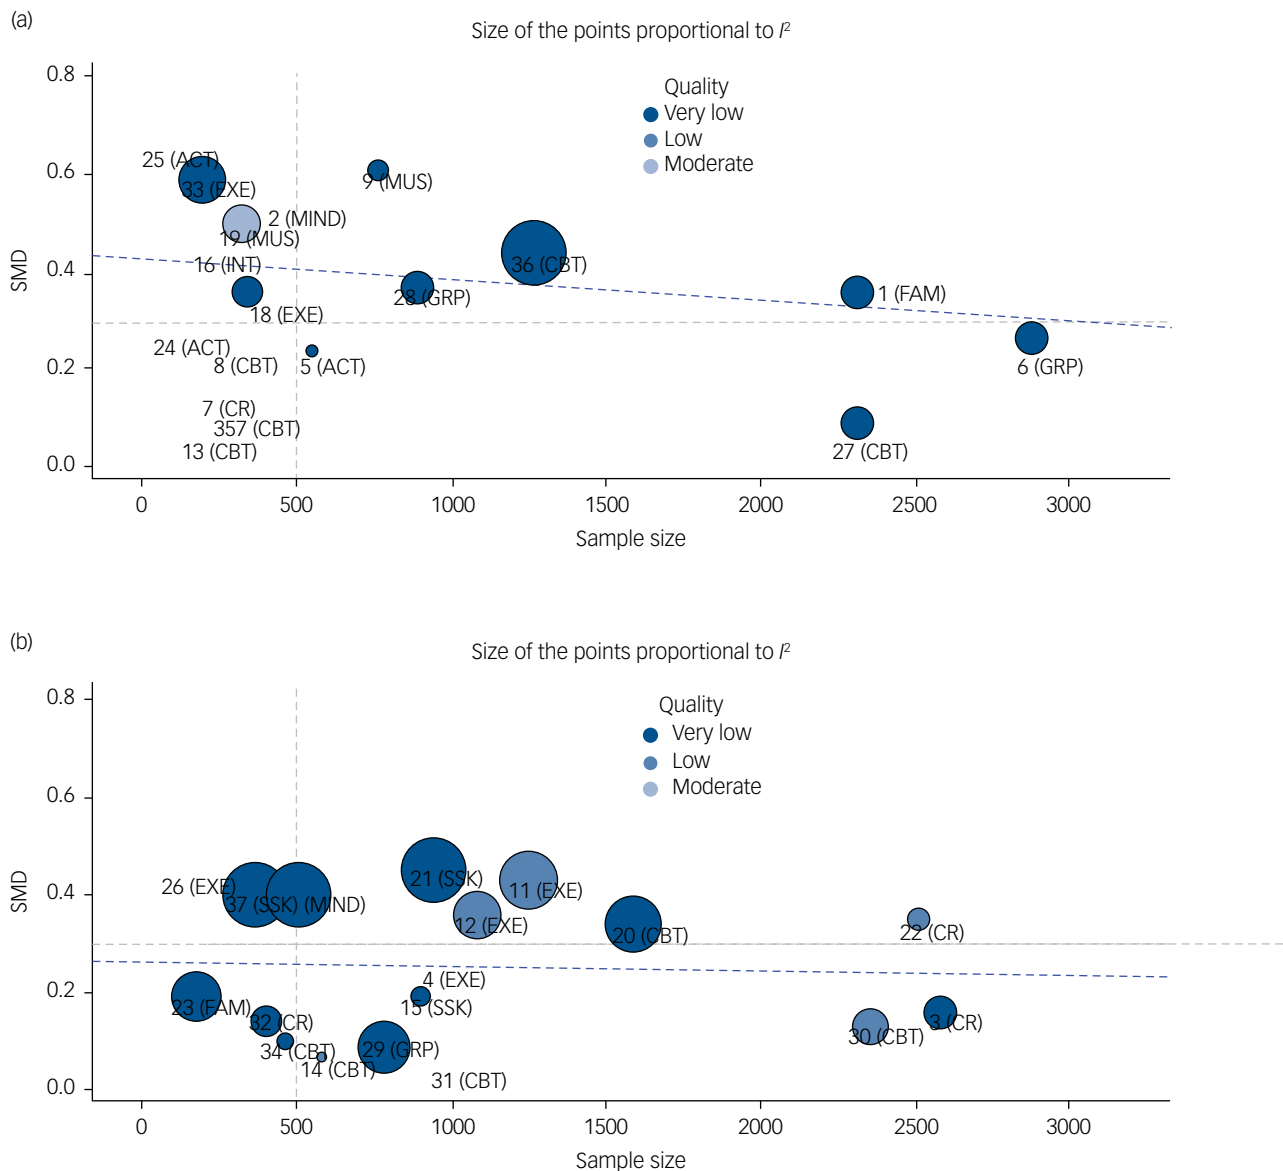 (a)
Size of the points proportional to I²
Quality
Very low
Low
Moderate
SMD
0.8
0.6
0.4
0.2
0.0
25 (ACT)
33 (EXE)
9 (MUS)
2 (MIND)
19 (MUS)
16 (INT)
36 (CBT)
28 (GRP)
1 (FAM)
18 (EXE)
24 (ACT)
8 (CBT)
5 (ACT)
6 (GRP)
7 (CR)
357 (CBT)
13 (CBT)
27 (CBT)
0 500 1000 1500 2000 2500 3000
Sample size
(b)
Size of the points proportional to I²
Quality
Very low
Low
Moderate
SMD
0.8
0.6
0.4
0.2
0.0
26 (EXE)
37 (SSK) (MIND)
21 (SSK)
11 (EXE)
12 (EXE)
20 (CBT)
22 (CR)
4 (EXE)
15 (SSK)
23 (FAM)
32 (CR)
34 (CBT)
14 (CBT)
29 (GRP)
31 (CBT)
30 (CBT)
3 (CR)
0 500 1000 1500 2000 2500 3000
Sample size